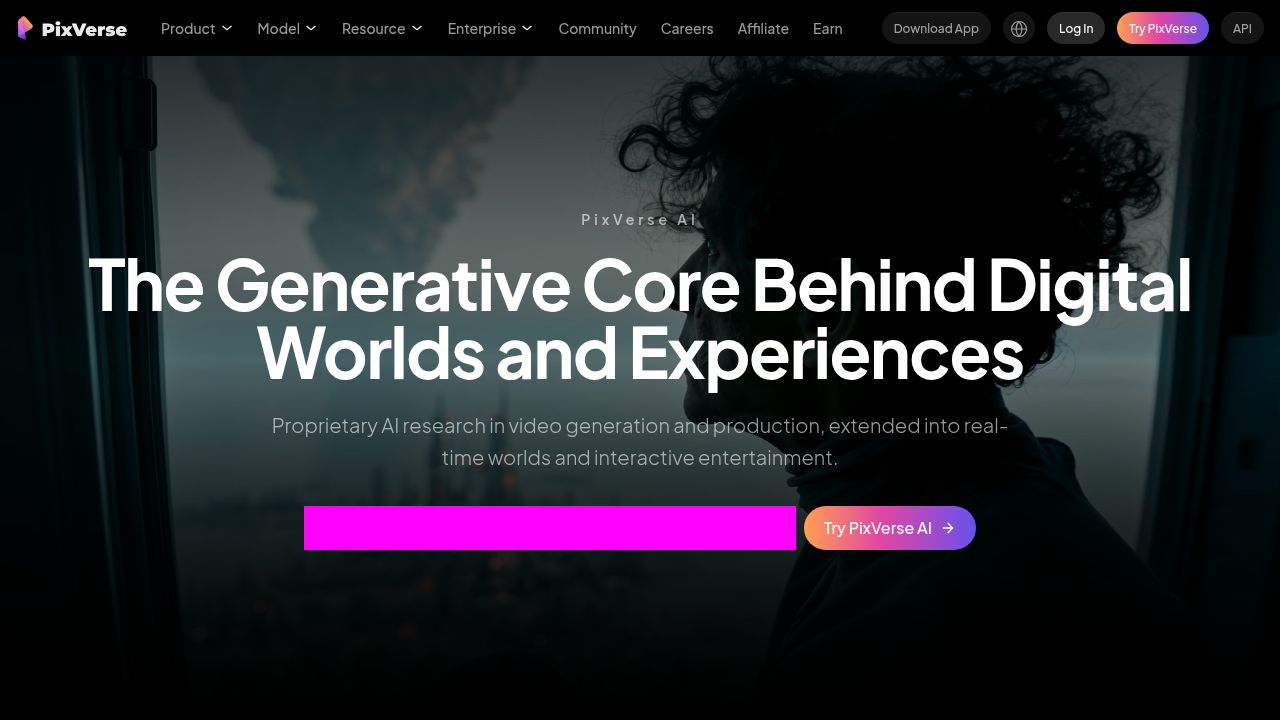 PixVerse
Product
Model
Resource
Enterprise
Community
Careers
Affiliate
Earn
Download App
Log In
Try PixVerse
API
PixVerse AI
The Generative Core Behind Digital
Worlds and Experiences
Proprietary AI research in video generation and production, extended into real-
time worlds and interactive entertainment.
Try PixVerse AI